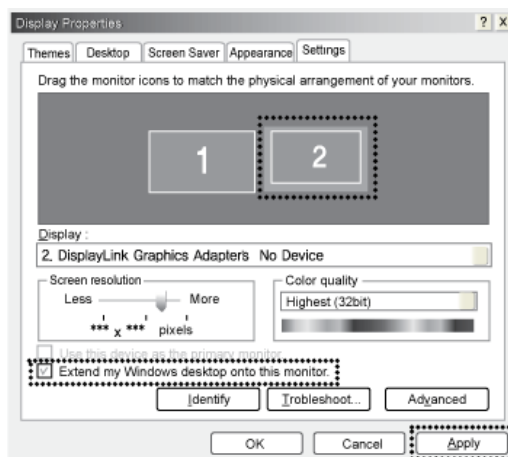 Display Properties
? X
Themes Desktop Screen Saver Appearance Settings
Drag the monitor icons to match the physical arrangement of your monitors.
1 2
Display :
2. DisplayLink Graphics Adapters No Device
Screen resolution
Less More
*** x *** pixels
Color quality
Highest (32bit)
Use this device as the primary monitor
Extend my Windows desktop onto this monitor.
Identify Trobleshoot... Advanced
OK Cancel Apply